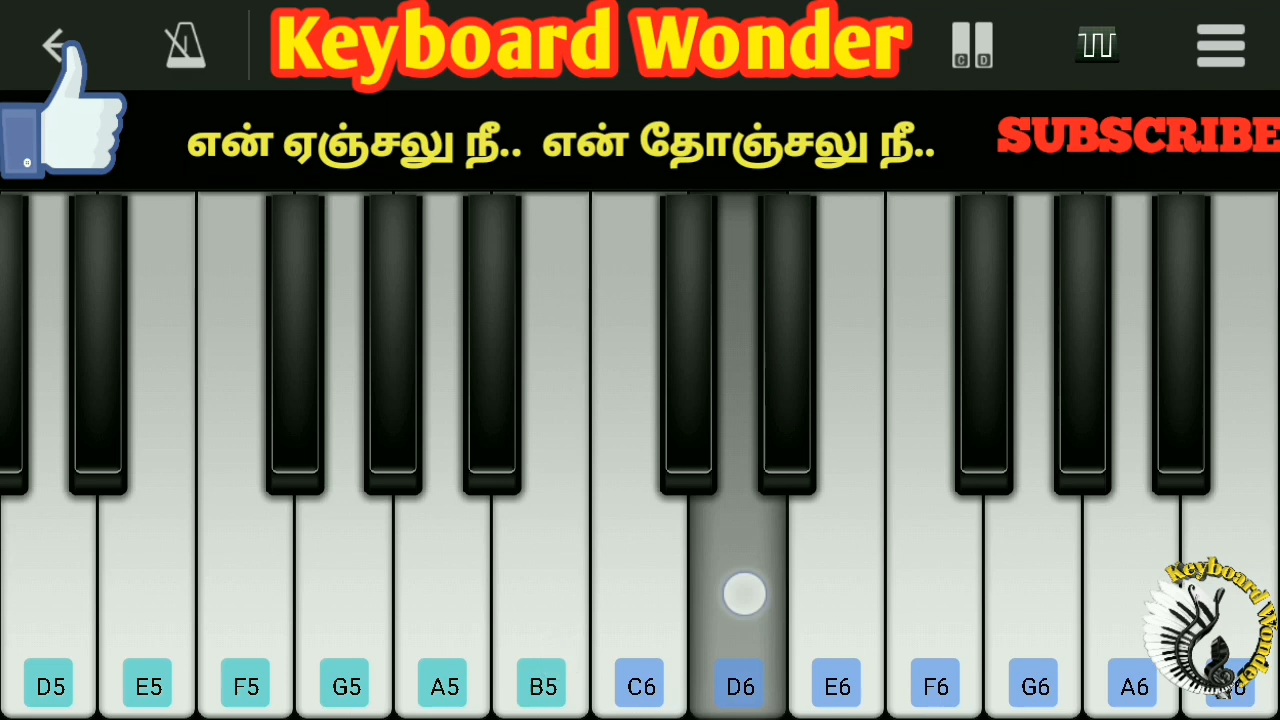 Keyboard Wonder
C D
என் ஏஞ்சலு நீ.. என் தோஞ்சலு நீ..
SUBSCRIBE
D5 E5 F5 G5 A5 B5 C6 D6 E6 F6 G6 A6
Keyboard Wonder